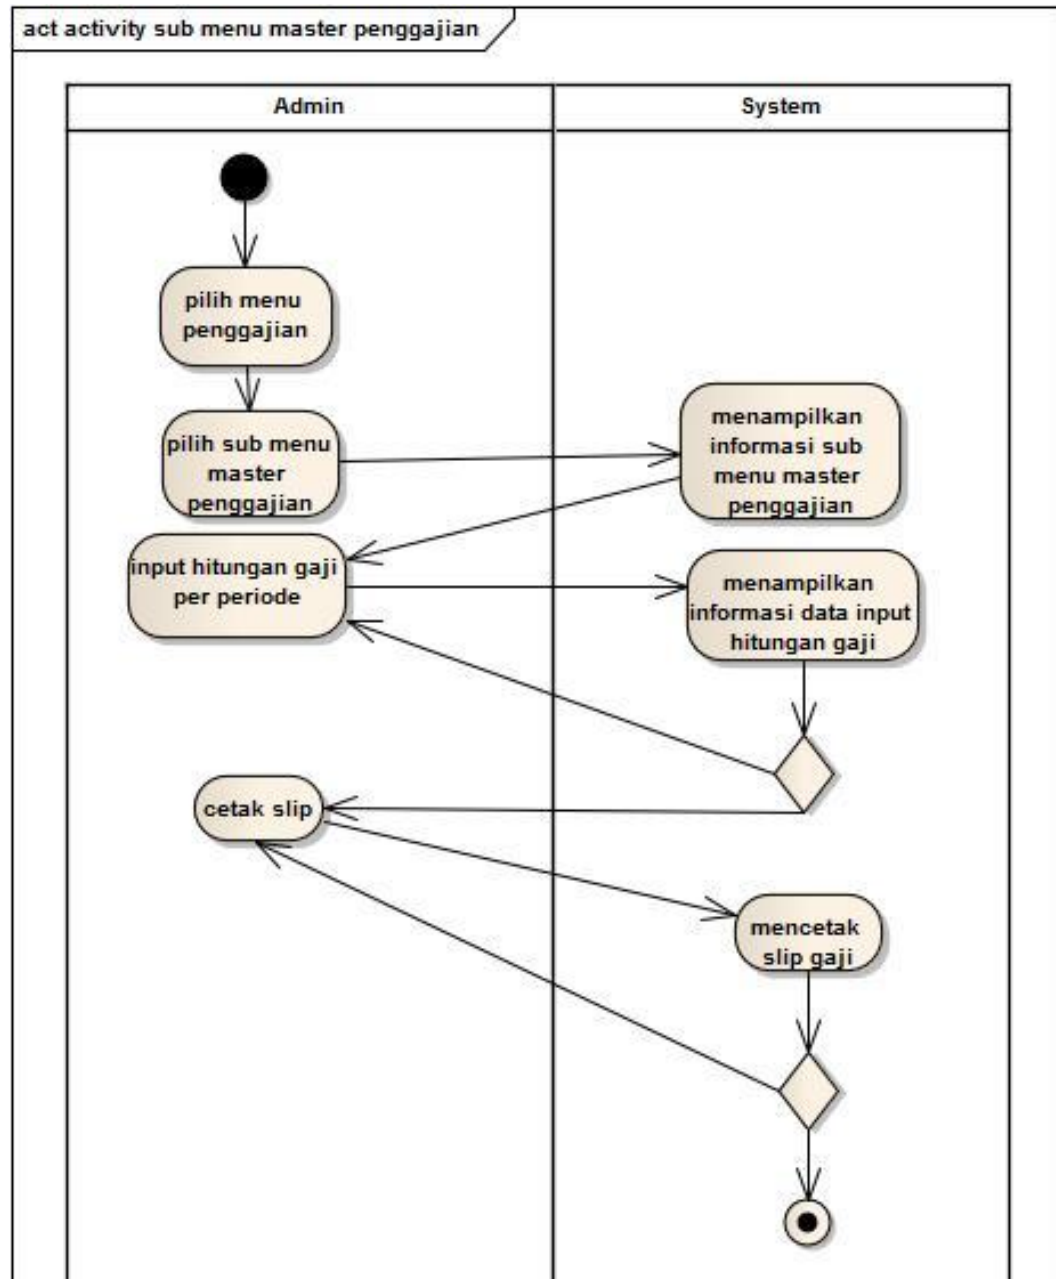 act activity sub menu master penggajian
Admin
System
pilih menu
penggajian
pilih sub menu
master
penggajian
menampilkan
informasi sub
menu master
penggajian
input hitungan gaji
per periode
menampilkan
informasi data input
hitungan gaji
cetak slip
mencetak
slip gaji